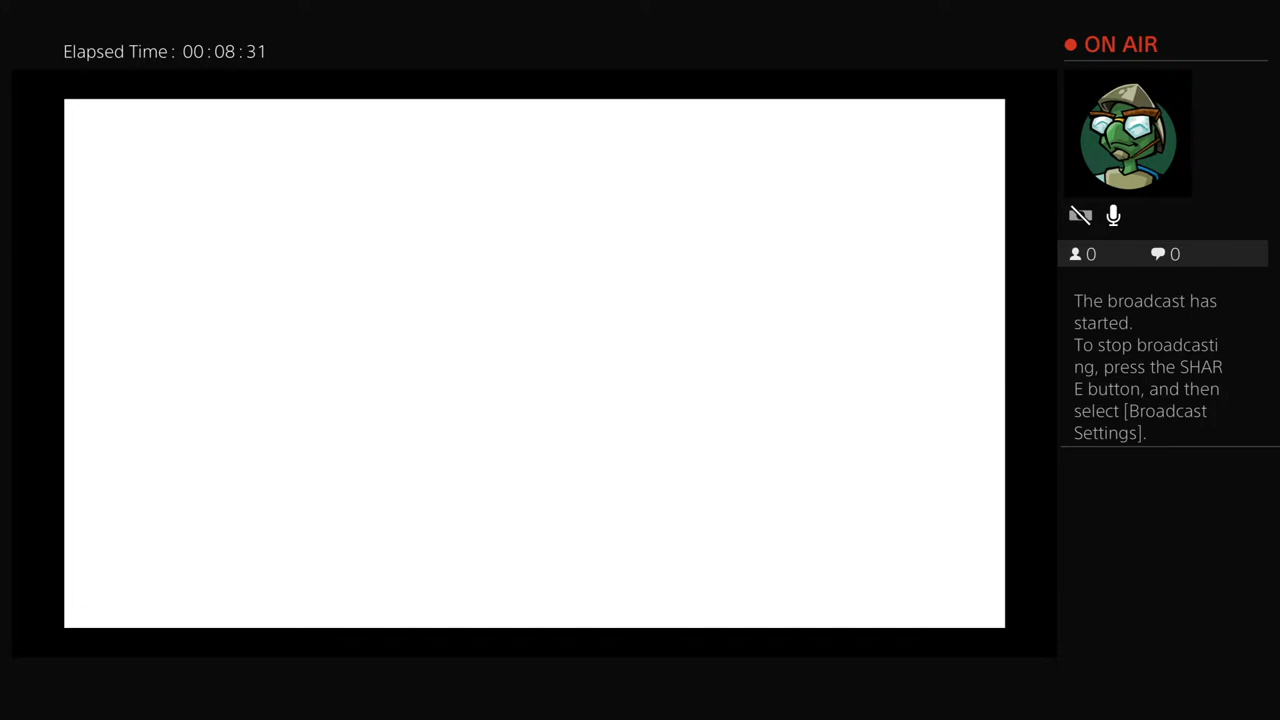 Elapsed Time: 00:08:31
ON AIR
0 0
The broadcast has
started.
To stop broadcasti
ng, press the SHAR
E button, and then
select [Broadcast
Settings].